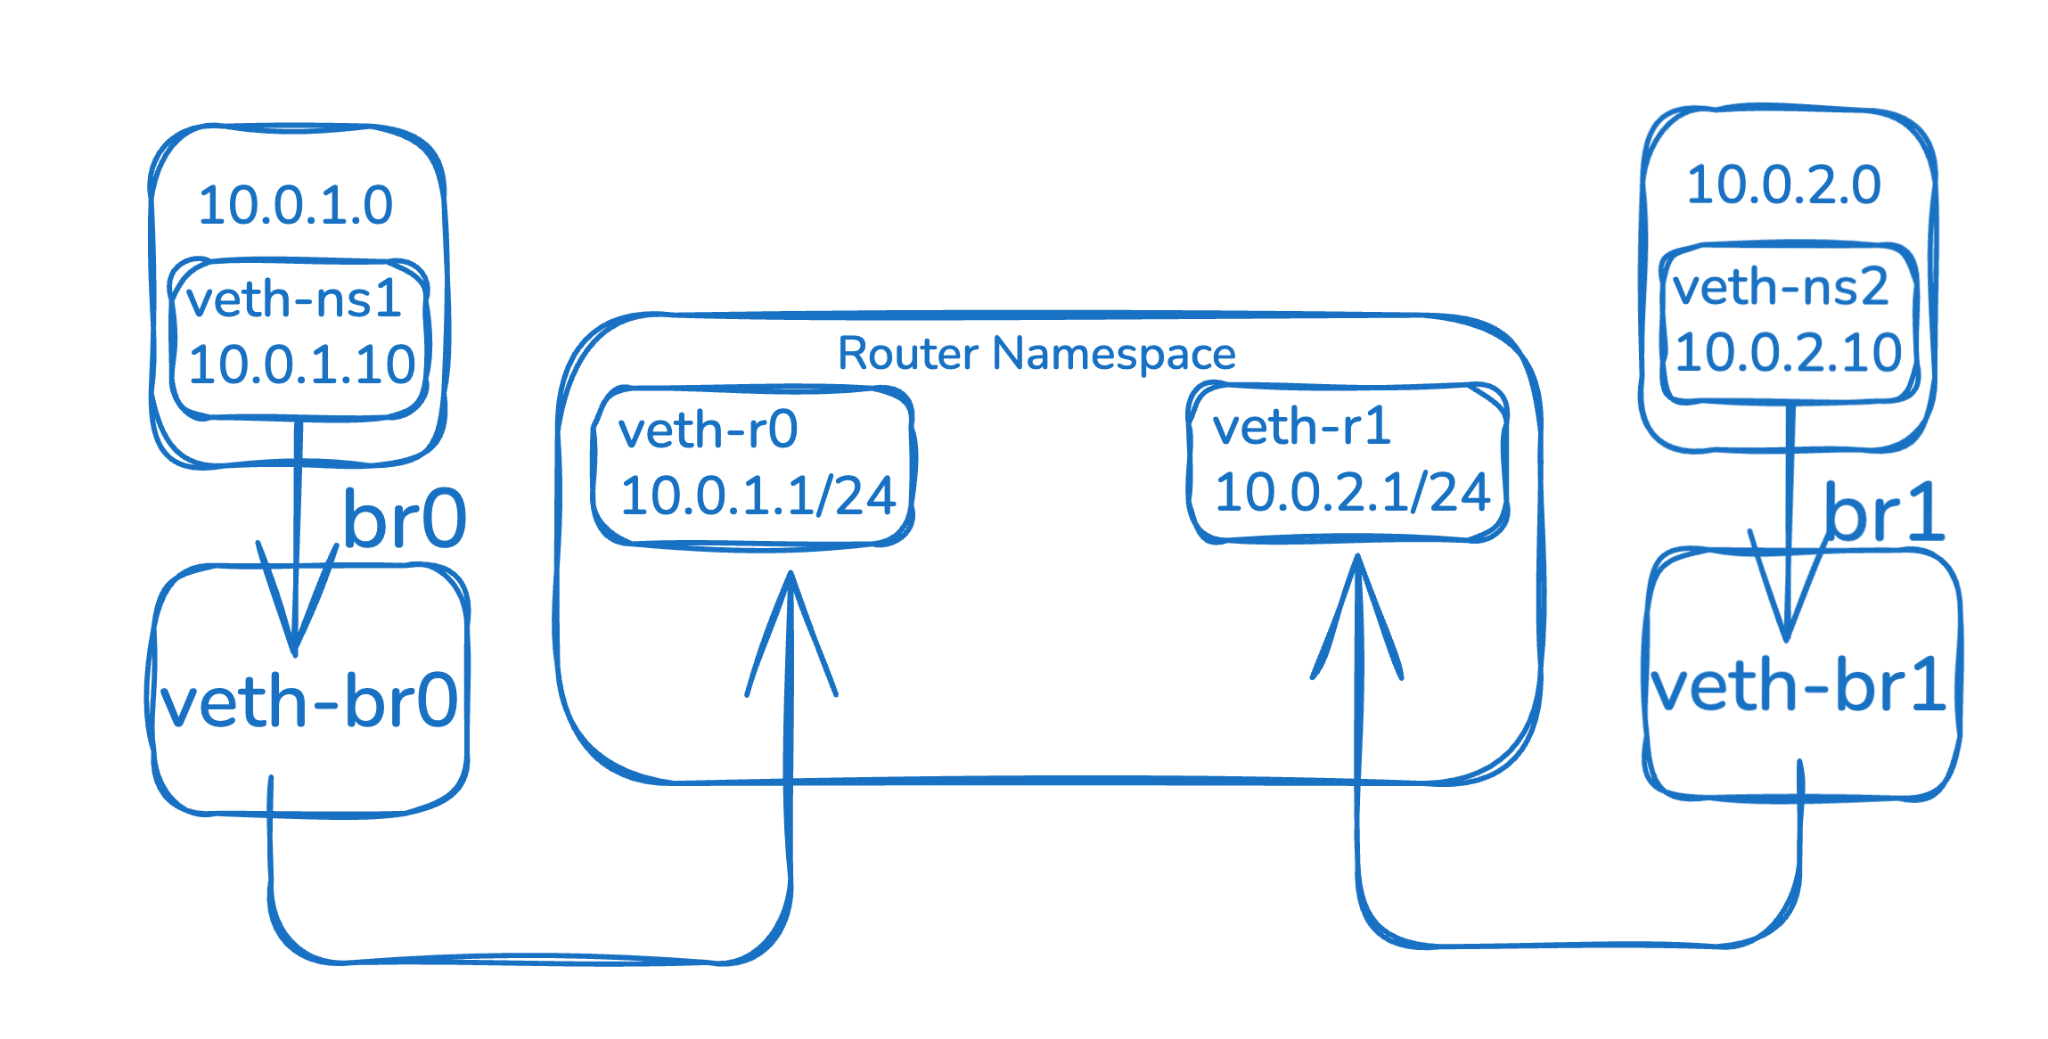 10.0.1.0
veth-ns1
10.0.1.10
br0
veth-br0
Router Namespace
veth-r0
10.0.1.1/24
veth-r1
10.0.2.1/24
10.0.2.0
veth-ns2
10.0.2.10
br1
veth-br1